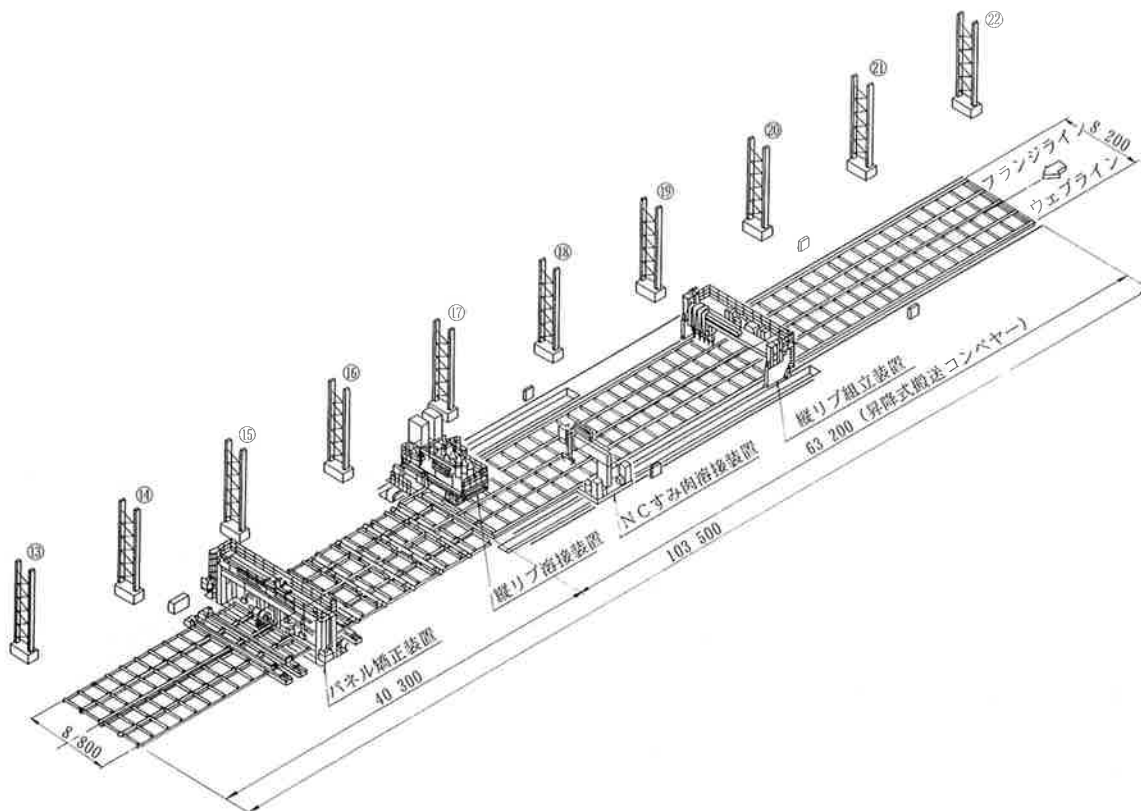 ㉒
㉑
⑳
⑲
⑱
⑰
⑯
⑮
⑭
⑬
8 200
フランジライン
ウェブライン
縦リブ組立装置
63 200 (昇降式搬送コンベヤー)
NCすみ肉溶接装置
103 500
縦リブ溶接装置
パネル矯正装置
40 300
8 800